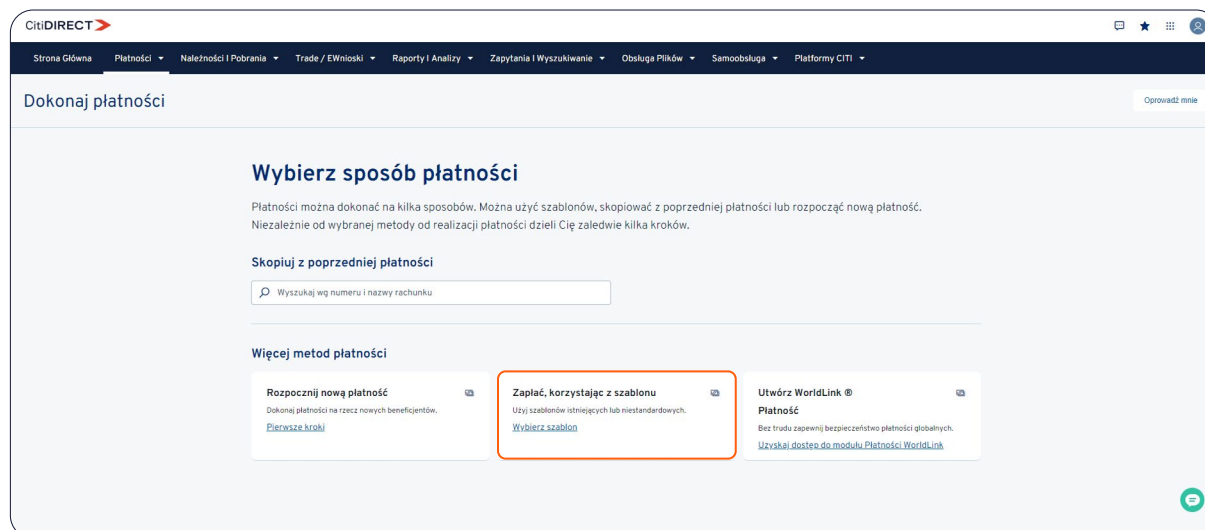 CitiDIRECT
Strona Główna Płatności Należności I Pobrania Trade / EWnioski Raporty I Analizy Zapytania I Wyszukiwanie Obsługa Plików Samoobsługa Platformy CITI
Dokonaj płatności
Oprowadź mnie
Wybierz sposób płatności
Płatności można dokonać na kilka sposobów. Można użyć szablonów, skopiować z poprzedniej płatności lub rozpocząć nową płatność.
Niezależnie od wybranej metody od realizacji płatności dzieli Cię zaledwie kilka kroków.
Skopiuj z poprzedniej płatności
Wyszukaj wg numeru i nazwy rachunku
Więcej metod płatności
Rozpocznij nową płatność
Dokonaj płatności na rzecz nowych beneficjentów.
Pierwsze kroki
Zapłać, korzystając z szablonu
Użyj szablonów istniejących lub niestandardowych.
Wybierz szablon
Utwórz WorldLink ®
Płatność
Bez trudu zapewnij bezpieczeństwo płatności globalnych.
Uzyskaj dostęp do modułu Płatności WorldLink